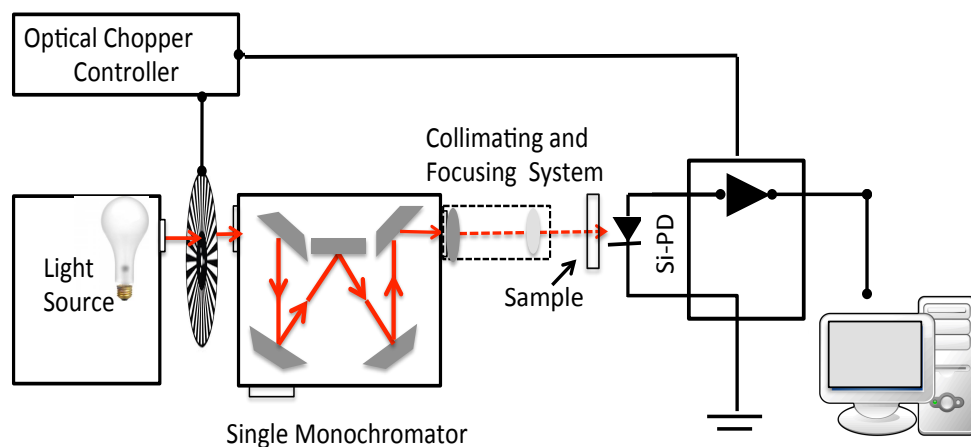 Optical Chopper
Controller
Collimating and
Focusing System
Light
Source
Si-PD
Sample
Single Monochromator